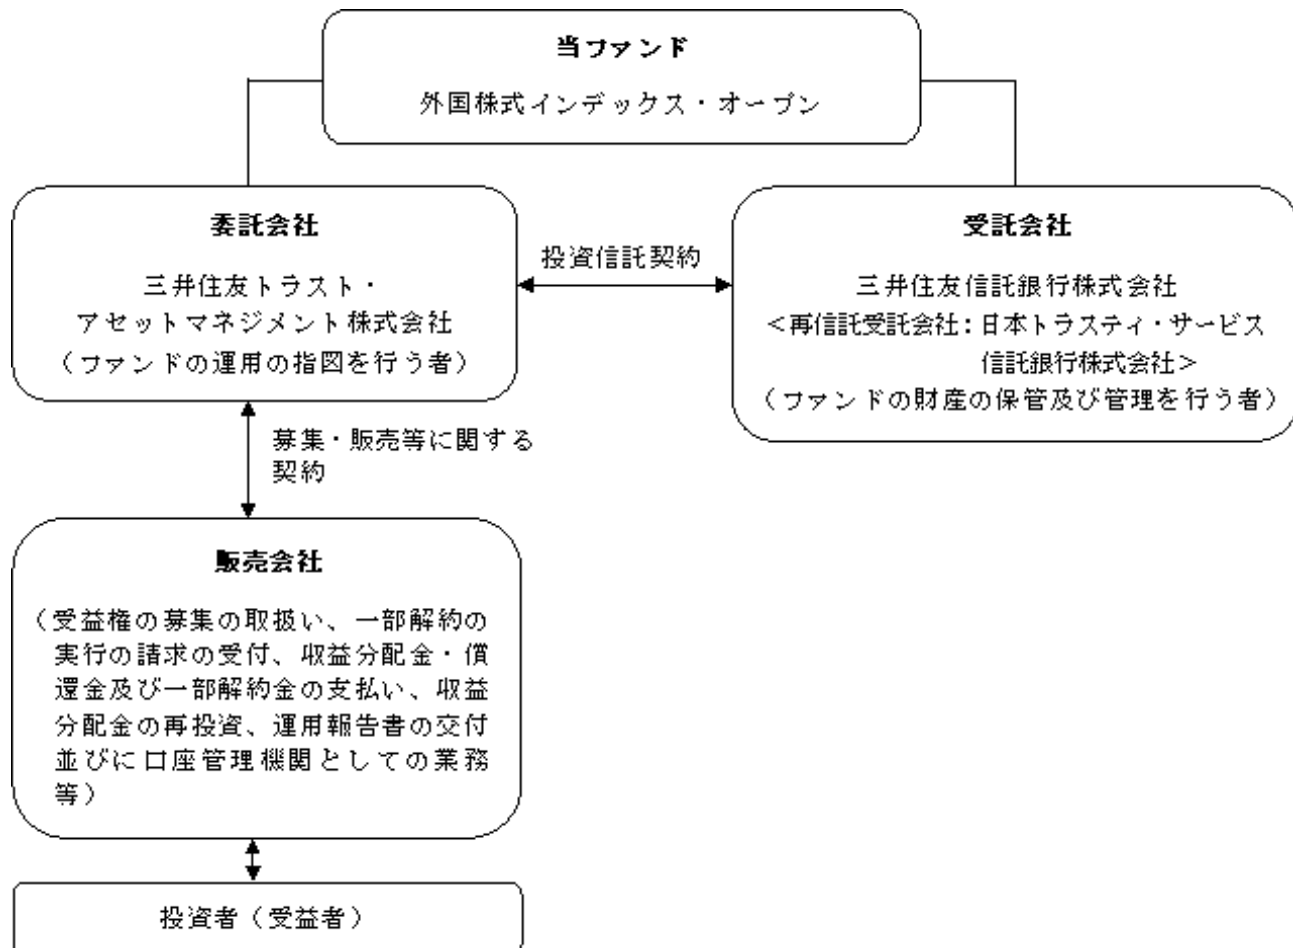 当ファンド
外国株式インデックス・オープン
委託会社
三井住友トラスト・
アセットマネジメント株式会社
（ファンドの運用の指図を行う者）
投資信託契約
受託会社
三井住友信託銀行株式会社
＜再信託受託会社：日本トラスティ・サービス
信託銀行株式会社＞
（ファンドの財産の保管及び管理を行う者）
募集・販売等に関する
契約
販売会社
（受益権の募集の取扱い、一部解約の
実行の請求の受付、収益分配金・償
還金及び一部解約金の支払い、収益
分配金の再投資、運用報告書の交付
並びに口座管理機関としての業務
等）
投資者（受益者）